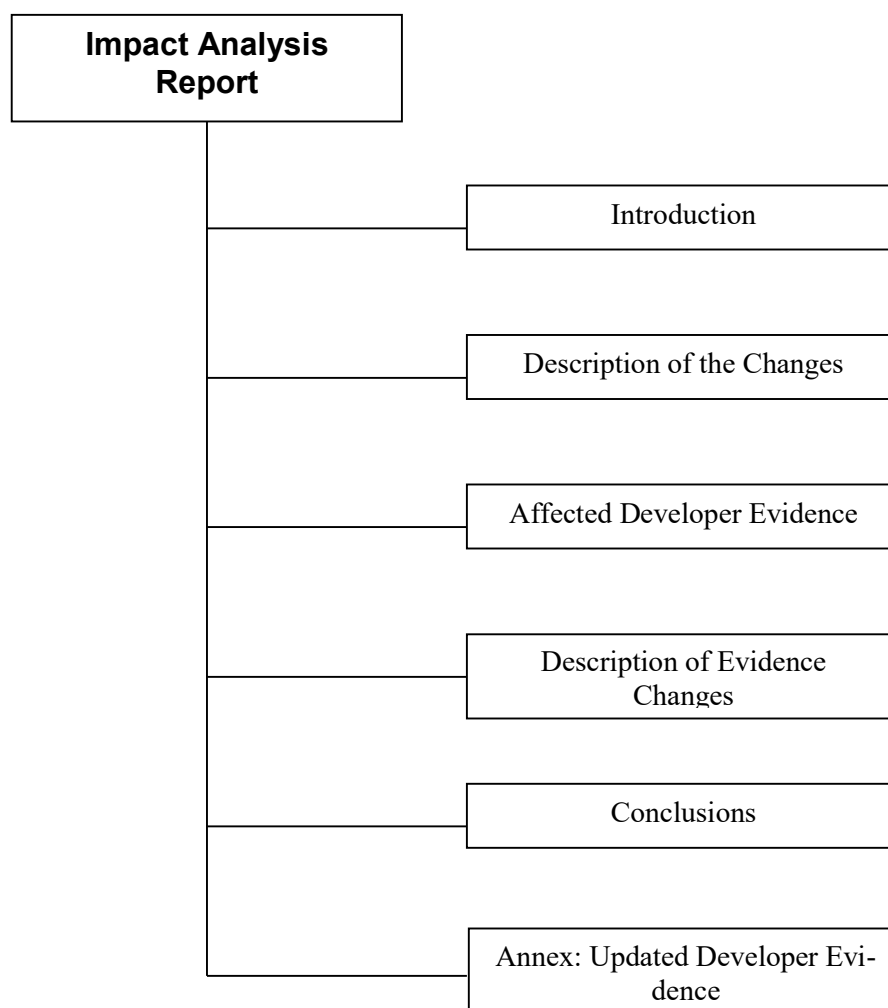 Impact Analysis
Report
Introduction
Description of the Changes
Affected Developer Evidence
Description of Evidence
Changes
Conclusions
Annex: Updated Developer Evi-
dence